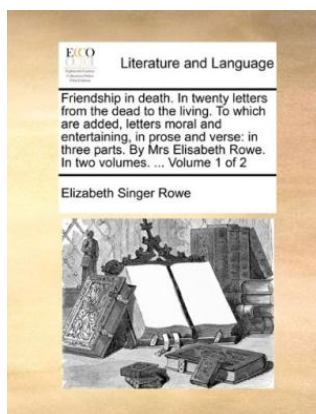 ECCO
Literature and Language
Friendship in death. In twenty letters
from the dead to the living. To which
are added, letters moral and
entertaining, in prose and verse: in
three parts. By Mrs Elisabeth Rowe.
In two volumes. ... Volume 1 of 2
Elizabeth Singer Rowe